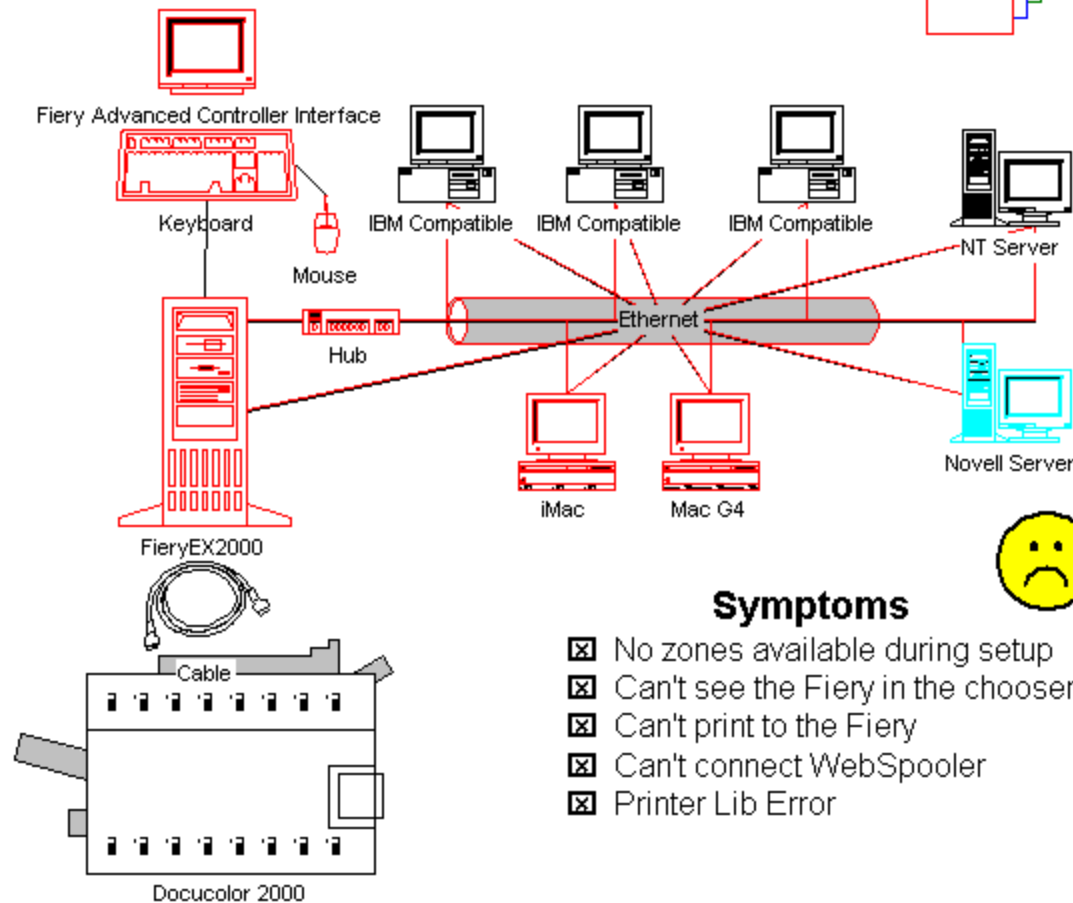 Fiery Advanced Controller Interface
Keyboard
Mouse
IBM Compatible
IBM Compatible
IBM Compatible
NT Server
Ethernet
Hub
iMac
Mac G4
Novell Server
FieryEX2000
Cable
Docucolor 2000
Symptoms
No zones available during setup
Can't see the Fiery in the chooser
Can't print to the Fiery
Can't connect WebSpooler
Printer Lib Error